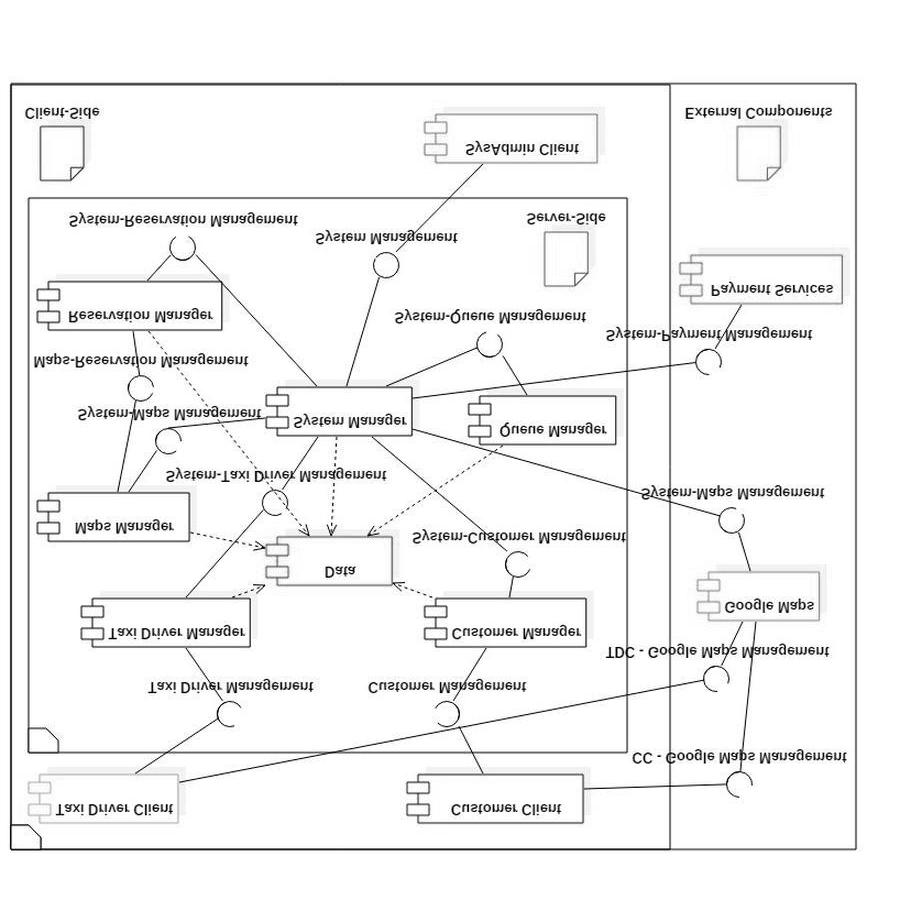 Client-Side
External Components
SysAdmin Client
System-Reservation Management
Server-Side
System Management
Payment Services
Reservation Manager
System-Queue Management
System-Payment Management
Maps-Reservation Management
System-Maps Management
System Manager
Queue Manager
System-Taxi Driver Management
System-Maps Management
Maps Manager
System-Customer Management
Data
Google Maps
Taxi Driver Manager
Customer Manager
TDC - Google Maps Management
Taxi Driver Management
Customer Management
CC - Google Maps Management
Taxi Driver Client
Customer Client